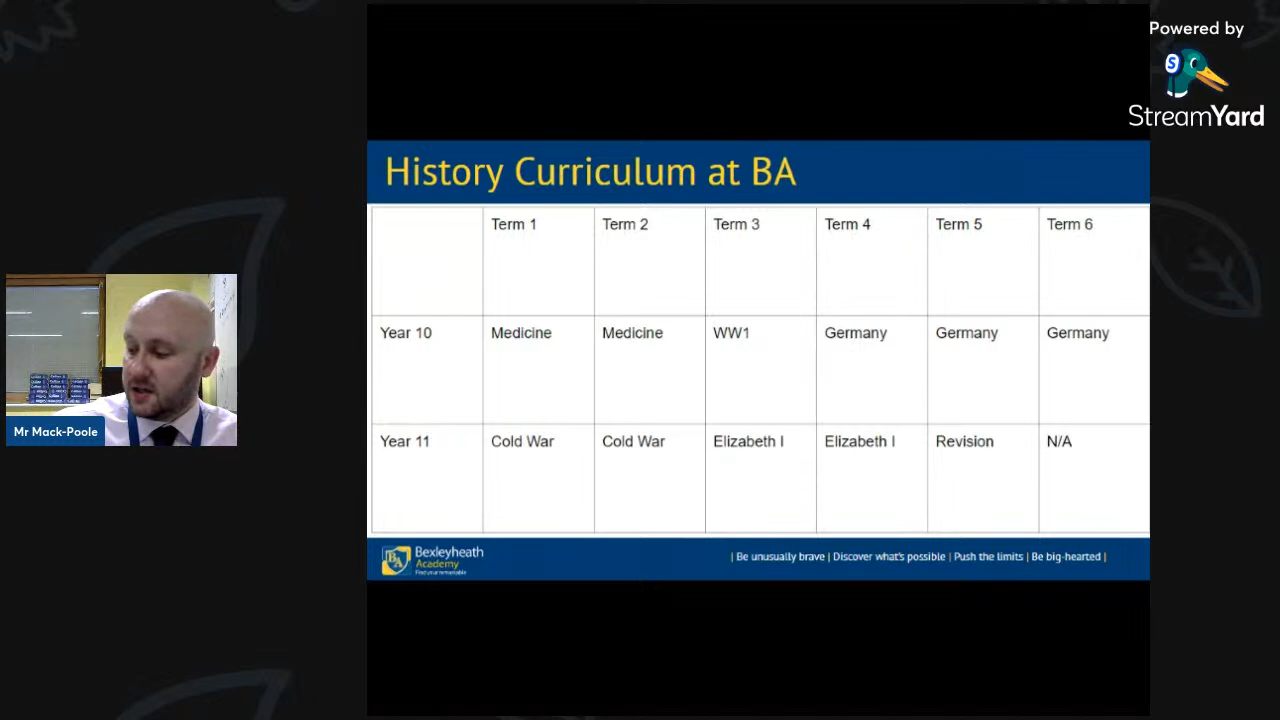 Powered by
StreamYard
History Curriculum at BA
Term 1 Term 2 Term 3 Term 4 Term 5 Term 6
Year 10 Medicine Medicine WW1 Germany Germany Germany
Year 11 Cold War Cold War Elizabeth I Elizabeth I Revision N/A
Mr Mack-Poole
Bexleyheath
Academy
| Be unusually brave | Discover what's possible | Push the limits | Be big-hearted |